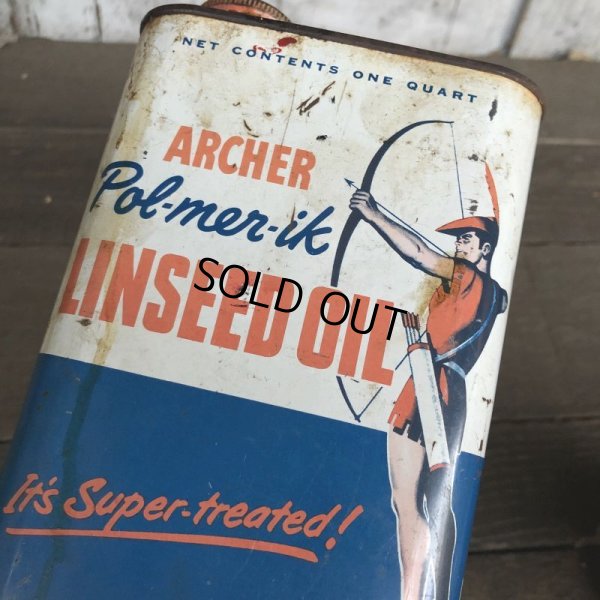 NET CONTENTS ONE QUART
ARCHER
Pol-mer-ik
LINSEED OIL
SOLD OUT
It's Super-treated!